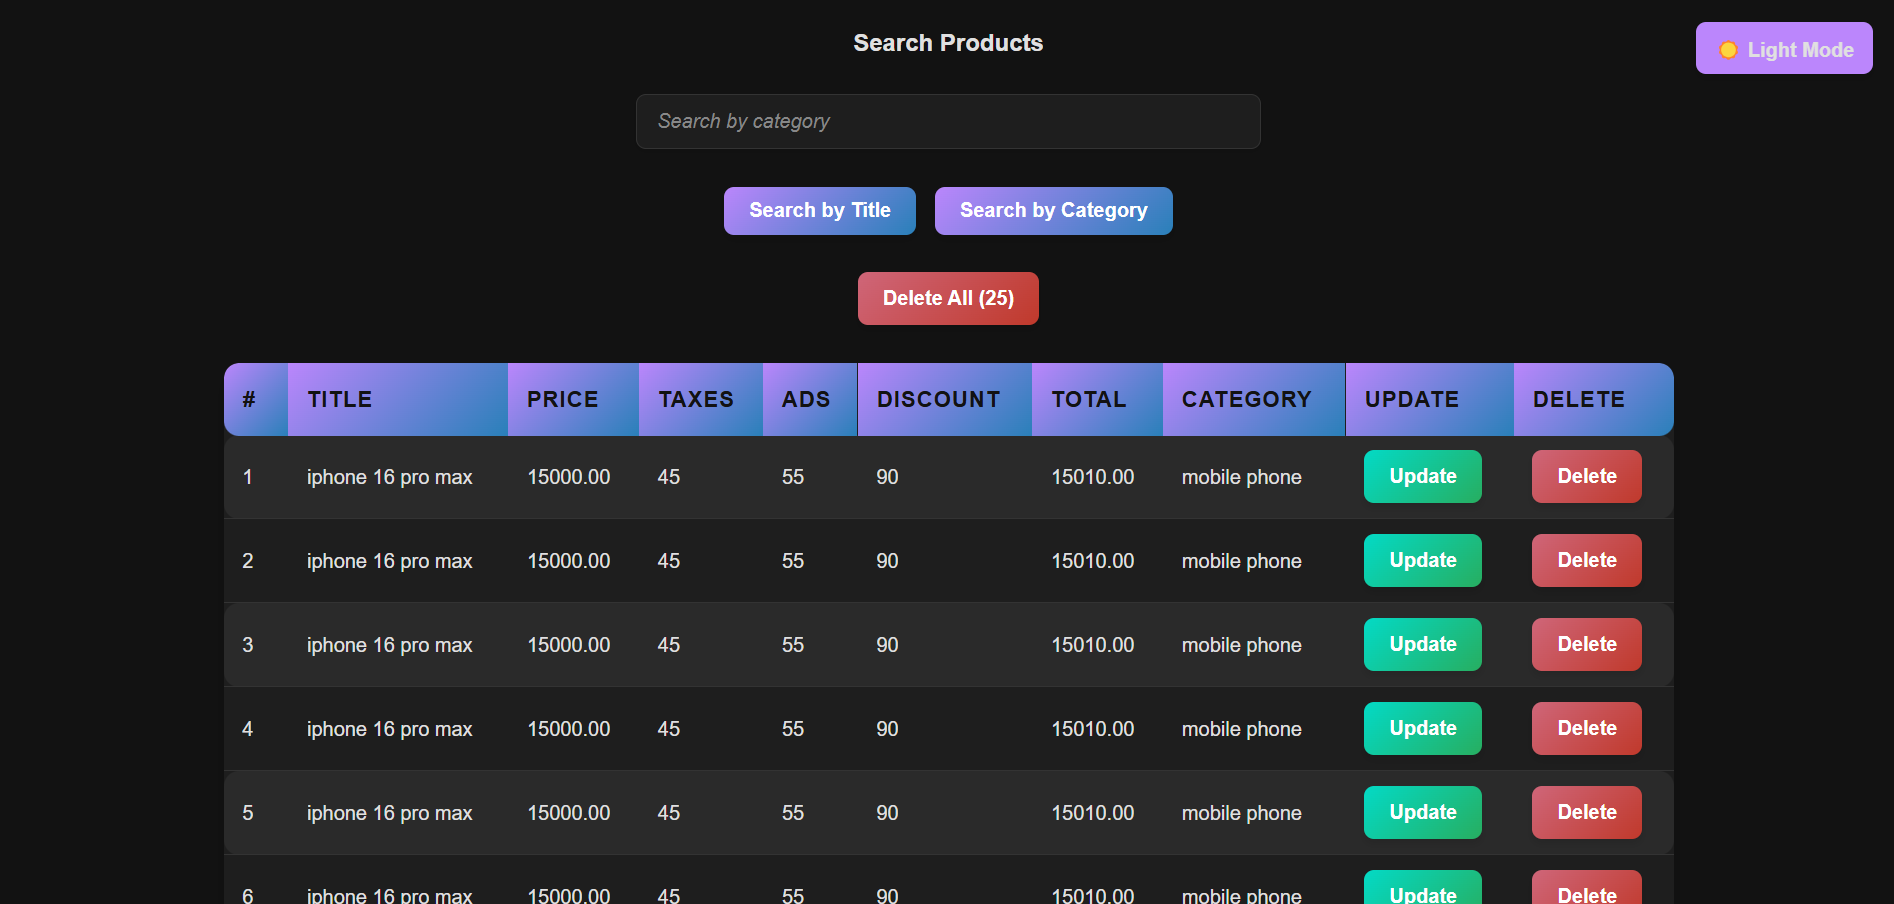 Search Products
Light Mode
Search by category
Search by Title Search by Category
Delete All (25)
# TITLE PRICE TAXES ADS DISCOUNT TOTAL CATEGORY UPDATE DELETE
1 iphone 16 pro max 15000.00 45 55 90 15010.00 mobile phone Update Delete
2 iphone 16 pro max 15000.00 45 55 90 15010.00 mobile phone Update Delete
3 iphone 16 pro max 15000.00 45 55 90 15010.00 mobile phone Update Delete
4 iphone 16 pro max 15000.00 45 55 90 15010.00 mobile phone Update Delete
5 iphone 16 pro max 15000.00 45 55 90 15010.00 mobile phone Update Delete
6 iphone 16 pro max 15000.00 45 55 90 15010.00 mobile phone Update Delete